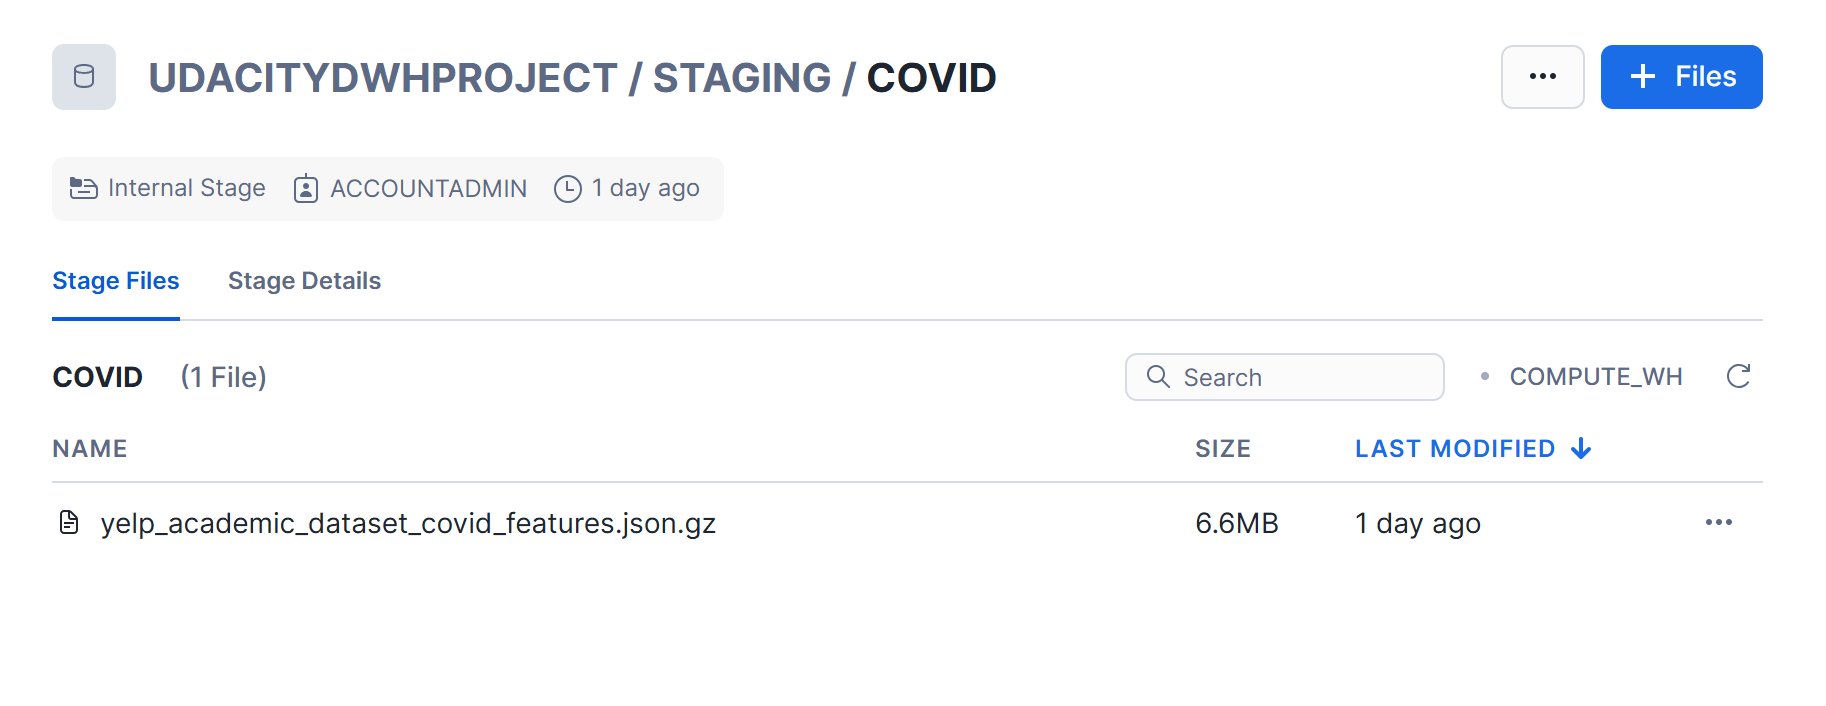 UDACITYDWHPROJECT / STAGING / COVID
Files
Internal Stage ACCOUNTADMIN 1 day ago
Stage Files Stage Details
COVID (1 File) Search COMPUTE_WH
NAME SIZE LAST MODIFIED
yelp_academic_dataset_covid_features.json.gz 6.6MB 1 day ago